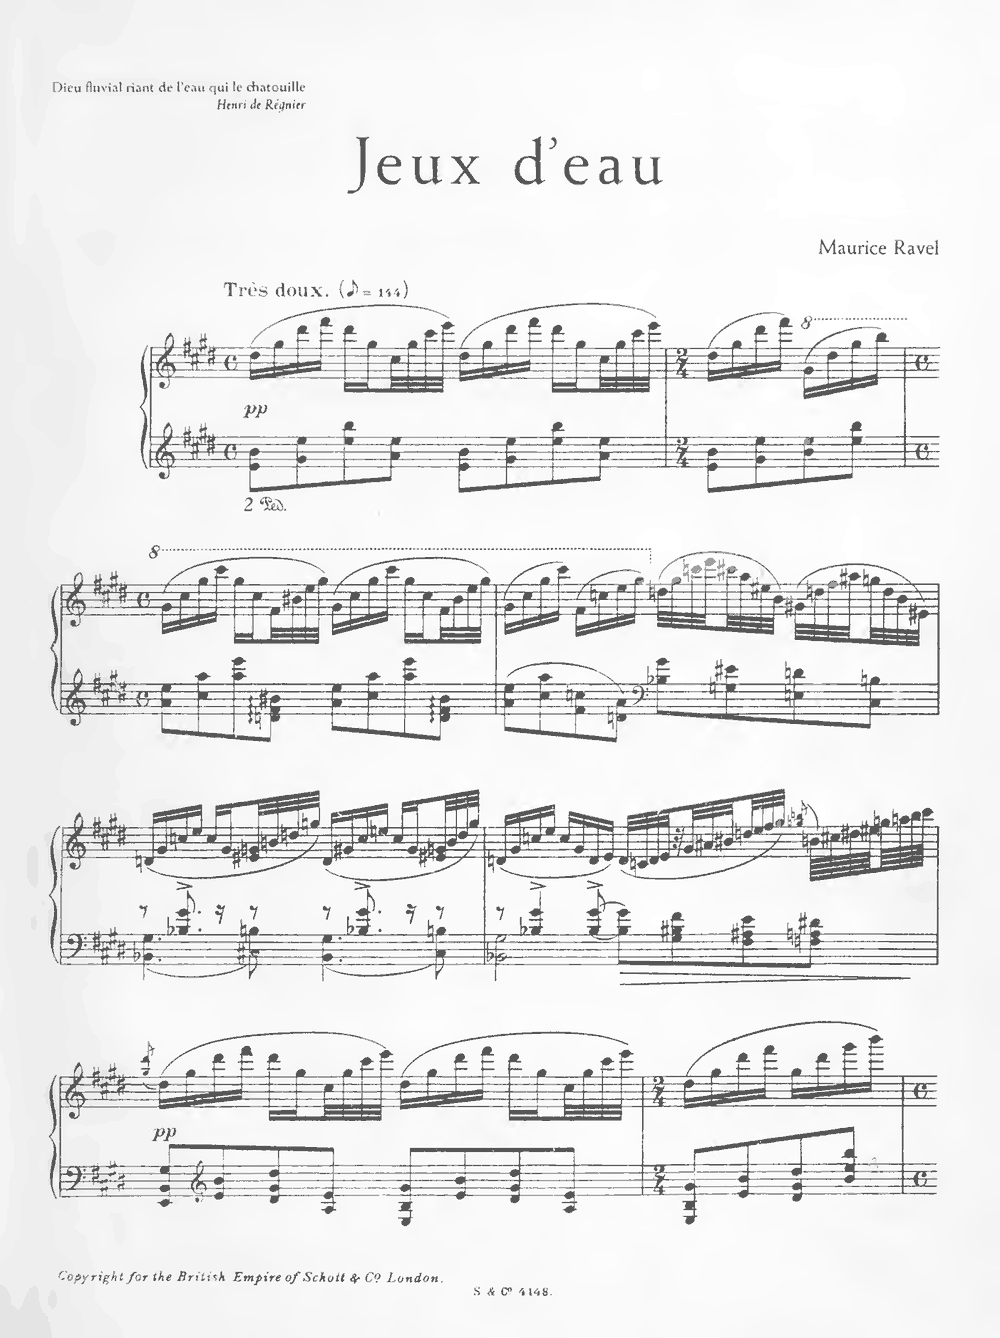 Dieu fluvial riant de l'eau qui le chatouille
Henri de Régnier
Jeux d'eau
Maurice Ravel
Très doux. (♪ = 144)
8
pp
2 Ped.
8
pp
Copyright for the British Empire of Schott & Cº London.
S & Cº 4148.